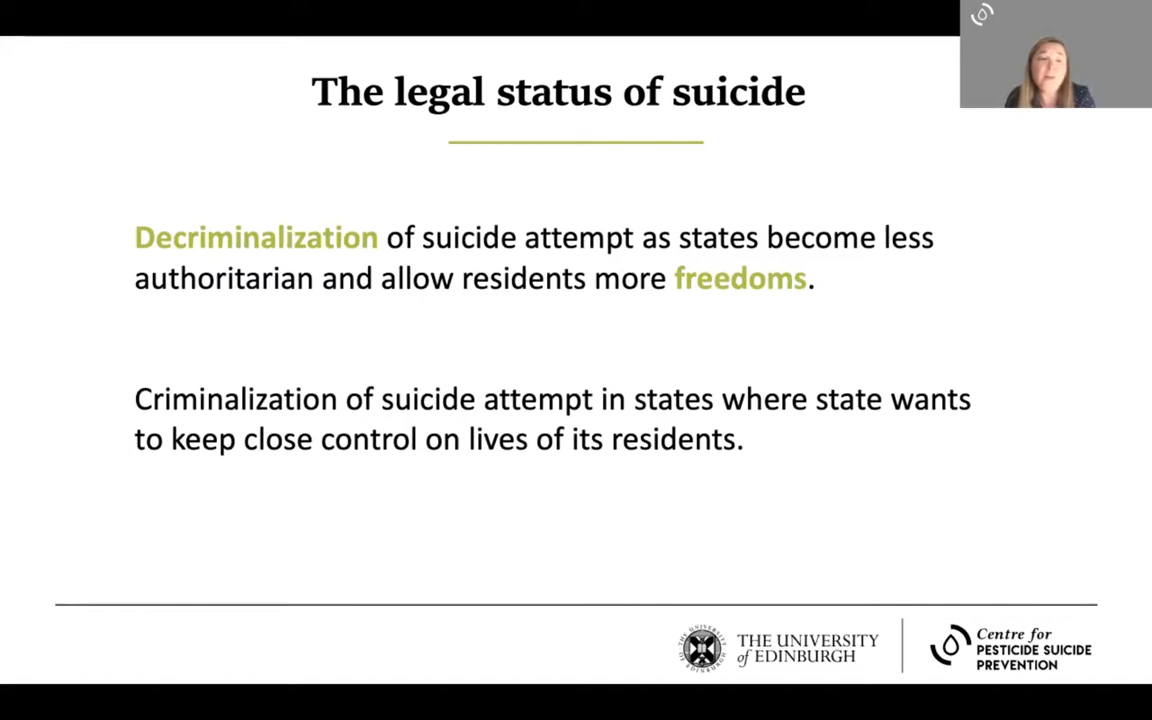 The legal status of suicide
Decriminalization of suicide attempt as states become less
authoritarian and allow residents more freedoms.
Criminalization of suicide attempt in states where state wants
to keep close control on lives of its residents.
THE UNIVERSITY
of EDINBURGH
Centre for
PESTICIDE SUICIDE
PREVENTION